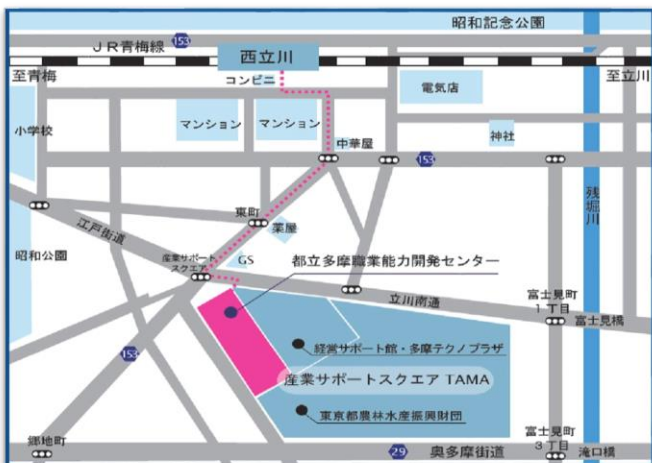 昭和記念公園
JR青梅線
153
西立川
至青梅
至立川
コンビニ
電気店
小学校
マンション
マンション
中華屋
神社
153
残堀川
江戸街道
東町
薬屋
昭和公園
産業サポート
スクエア
GS
都立多摩職業能力開発センター
立川南通
富士見町
1丁目
富士見橋
153
経営サポート館・多摩テクノプラザ
産業サポートスクエア TAMA
東京都農林水産振興財団
郷地町
29
奥多摩街道
富士見町
3丁目
滝口橋